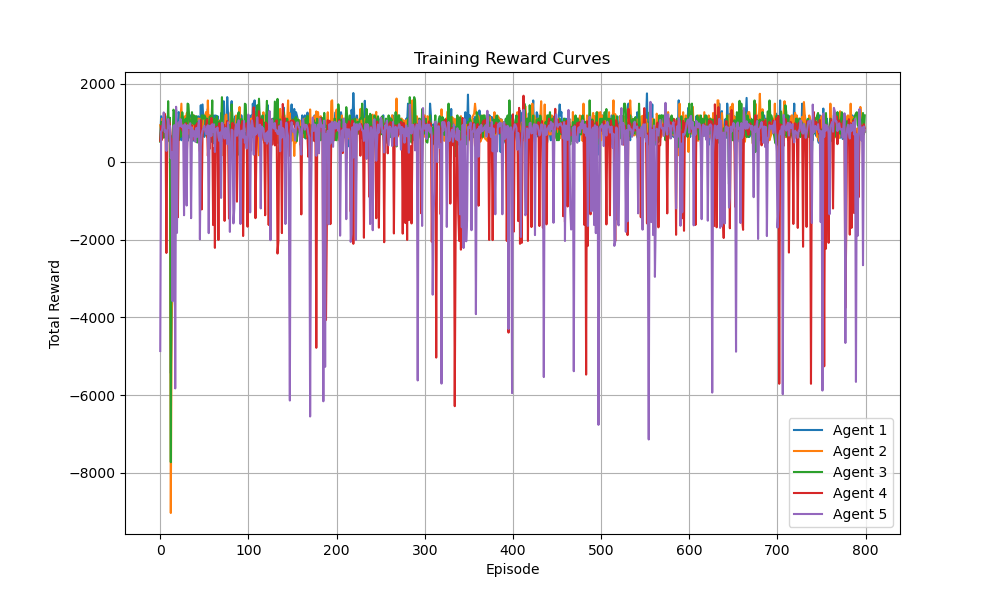 Training Reward Curves
Total Reward
2000
0
−2000
−4000
−6000
−8000
0 100 200 300 400 500 600 700 800
Episode
Agent 1
Agent 2
Agent 3
Agent 4
Agent 5